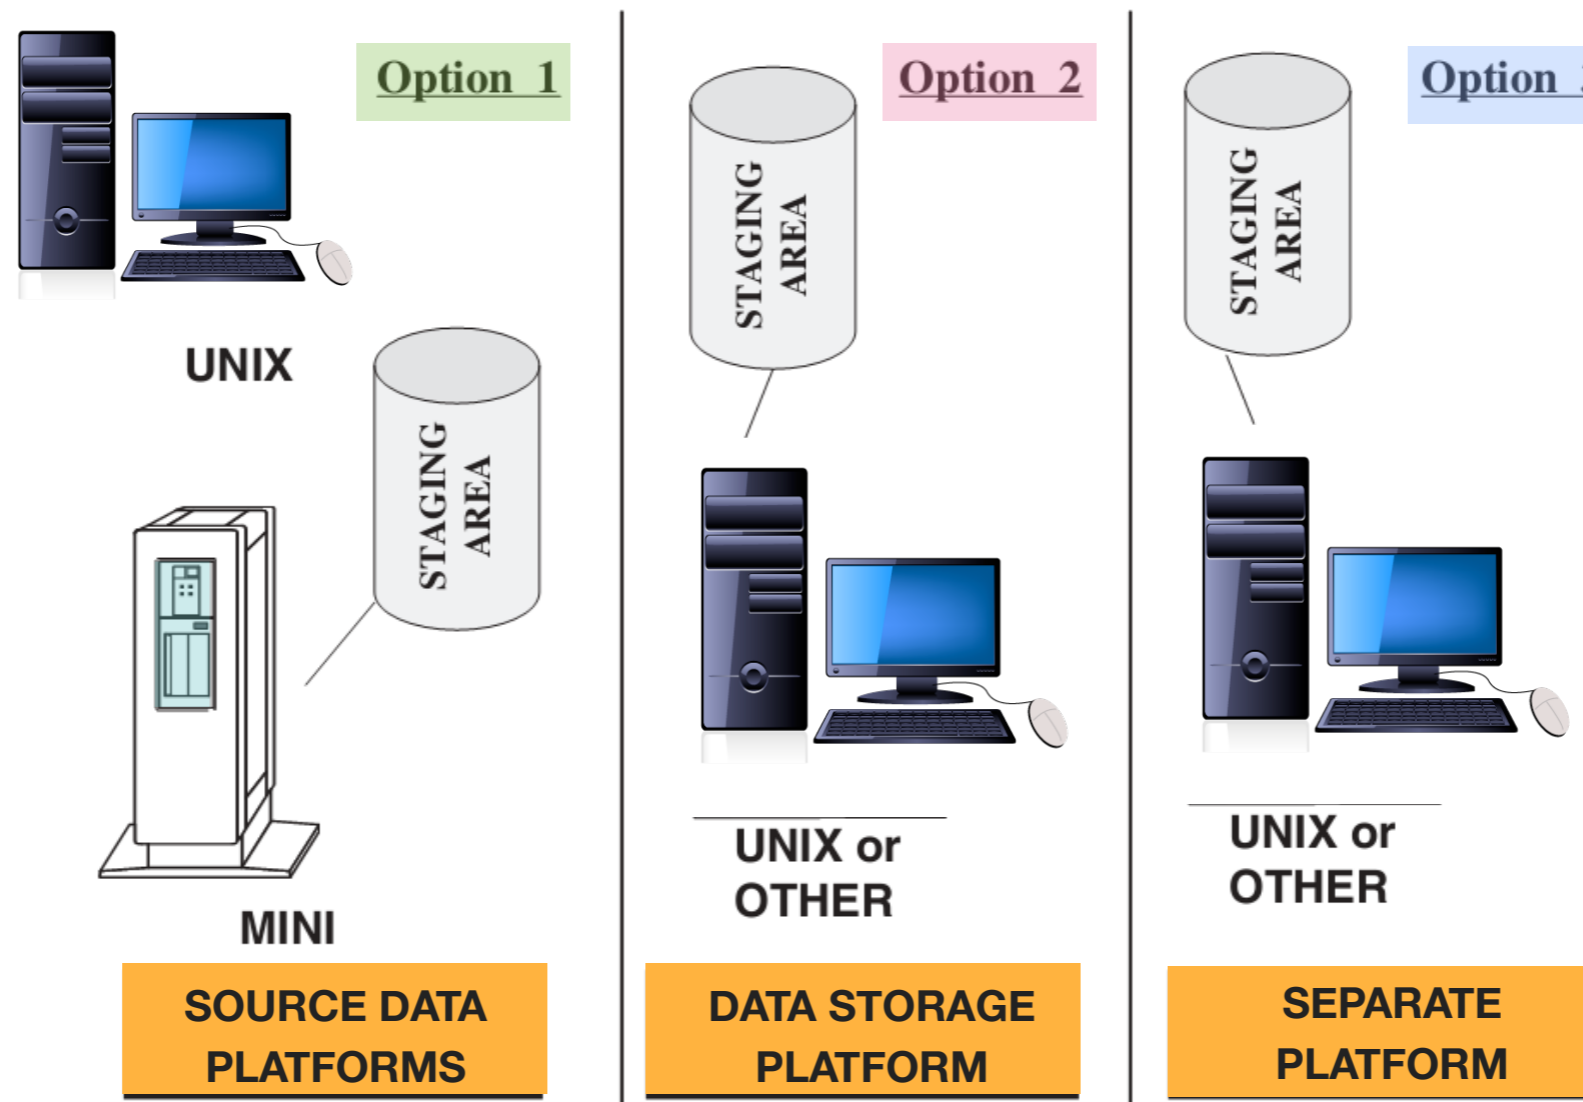 Option 1
UNIX
STAGING
AREA
MINI
SOURCE DATA
PLATFORMS
Option 2
STAGING
AREA
UNIX or
OTHER
DATA STORAGE
PLATFORM
Option
STAGING
AREA
UNIX or
OTHER
SEPARATE
PLATFORM